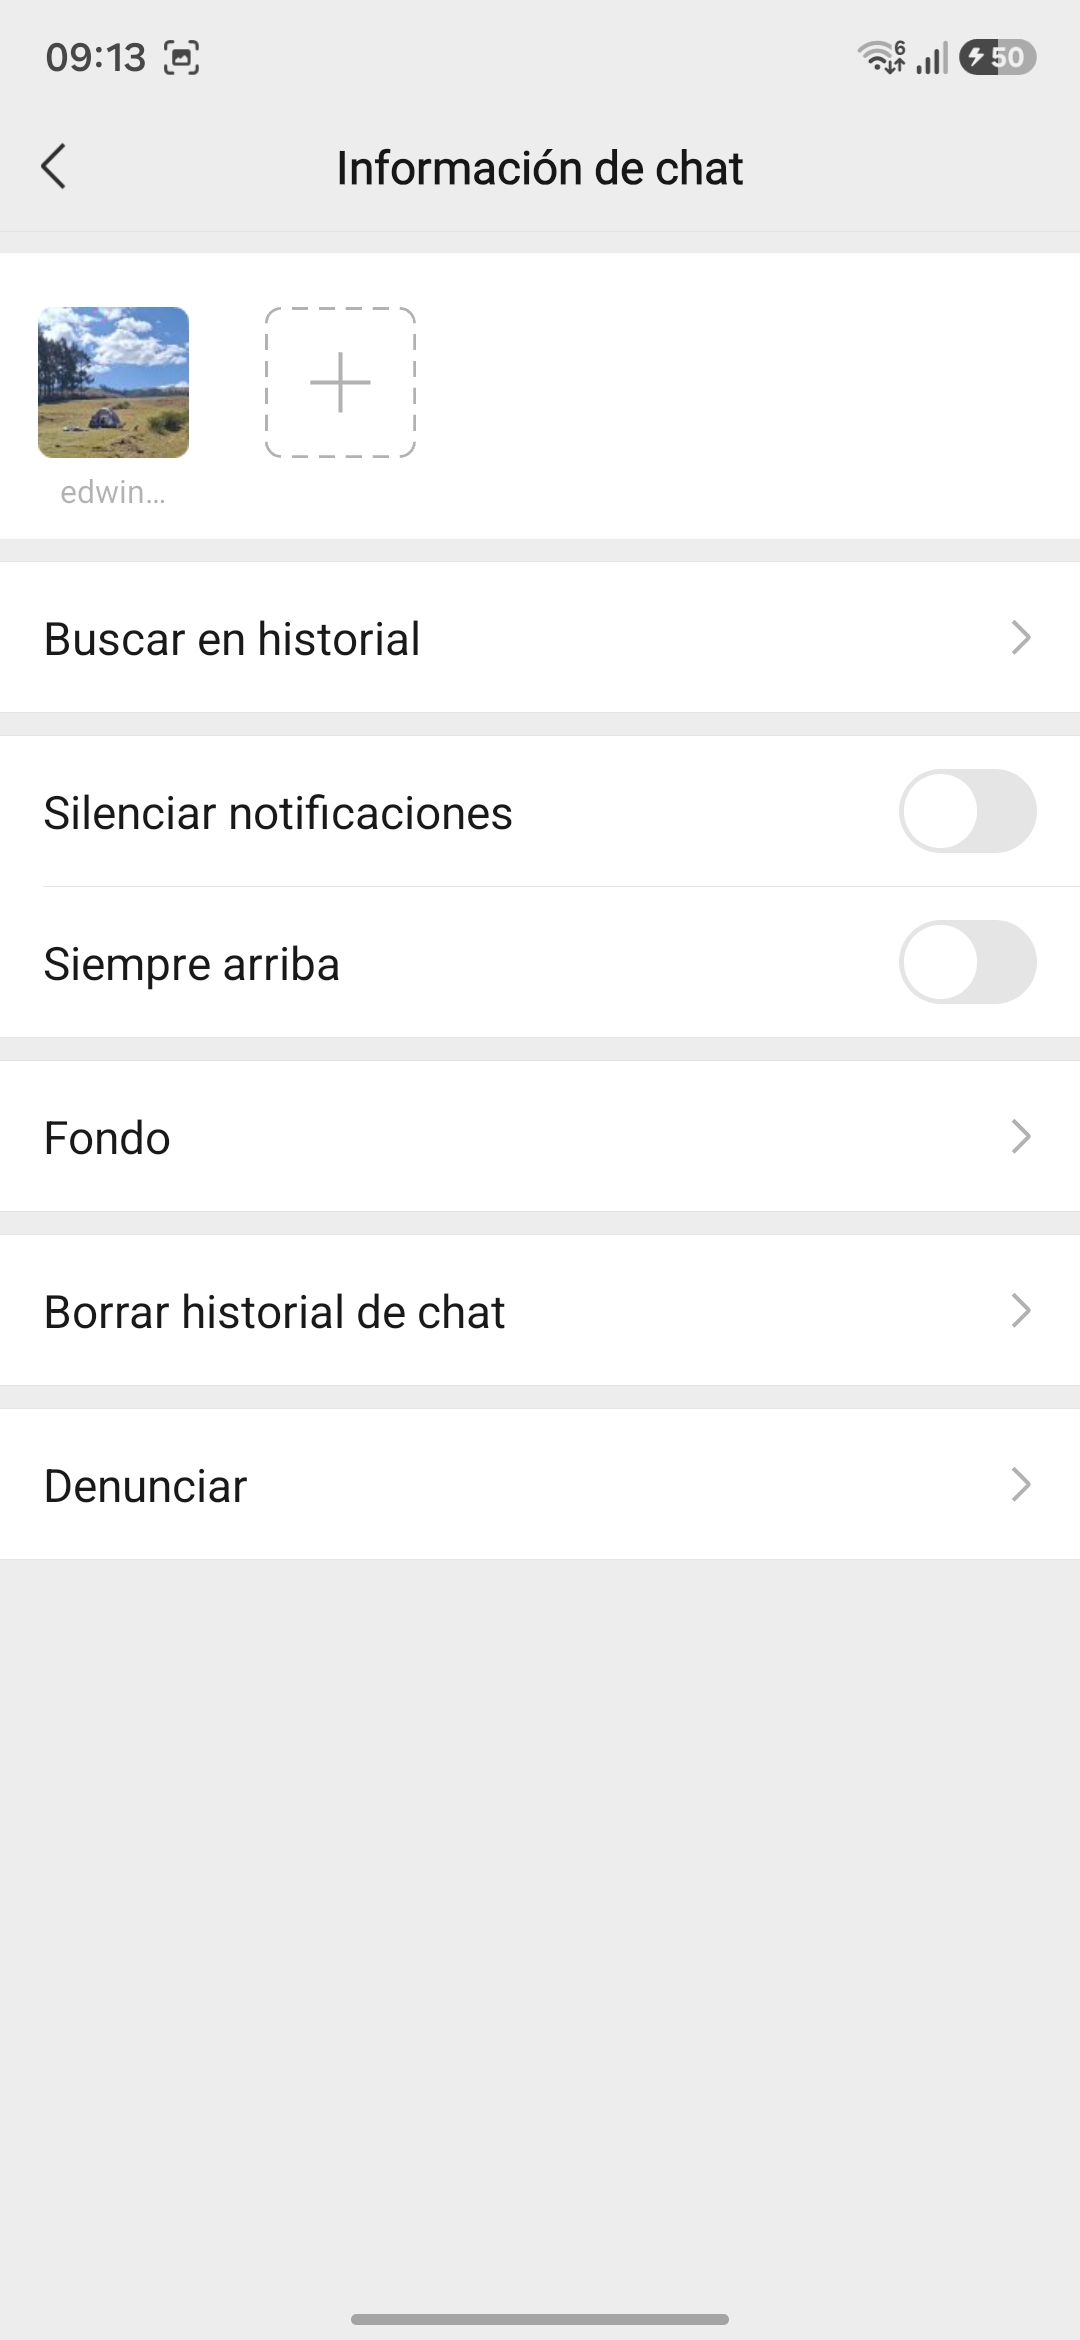 09:13
6
50
Información de chat
edwin...
Buscar en historial
Silenciar notificaciones
Siempre arriba
Fondo
Borrar historial de chat
Denunciar